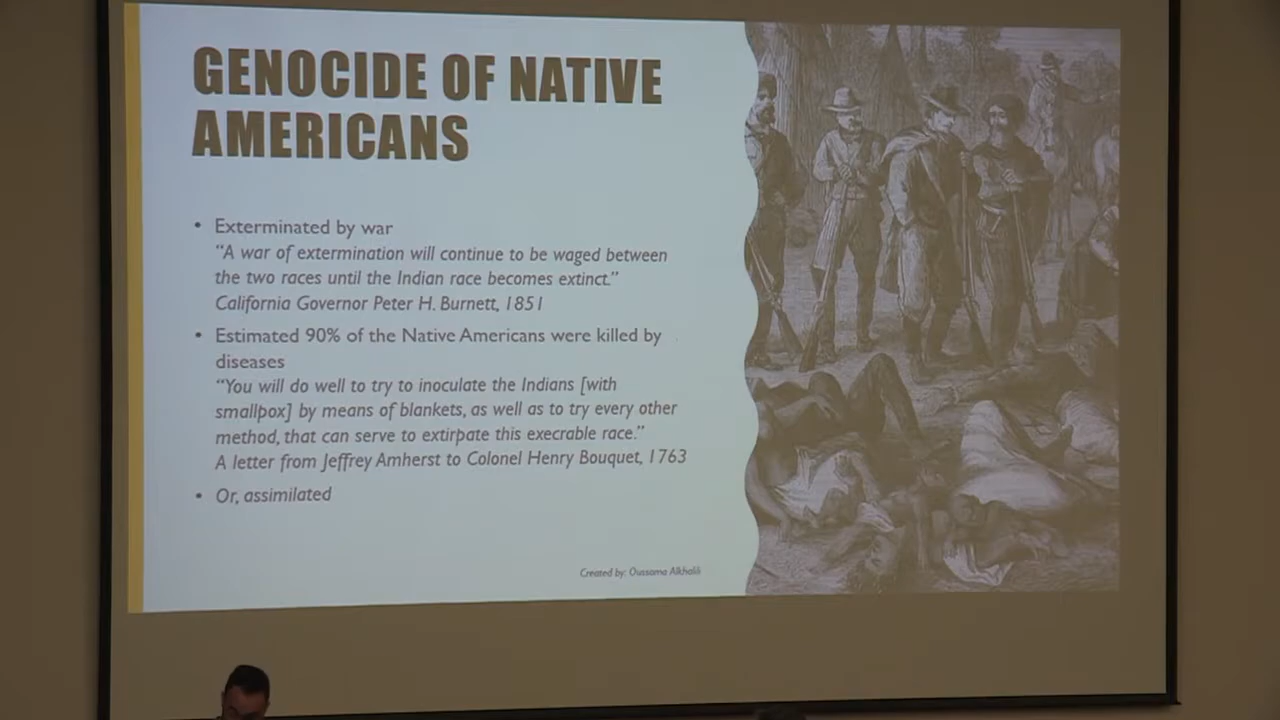 GENOCIDE OF NATIVE
AMERICANS
• Exterminated by war
“A war of extermination will continue to be waged between
the two races until the Indian race becomes extinct.”
California Governor Peter H. Burnett, 1851
• Estimated 90% of the Native Americans were killed by
diseases
“You will do well to try to inoculate the Indians [with
smallpox] by means of blankets, as well as to try every other
method, that can serve to extirpate this execrable race.”
A letter from Jeffrey Amherst to Colonel Henry Bouquet, 1763
• Or, assimilated
Created by: Oussama Alkhalili